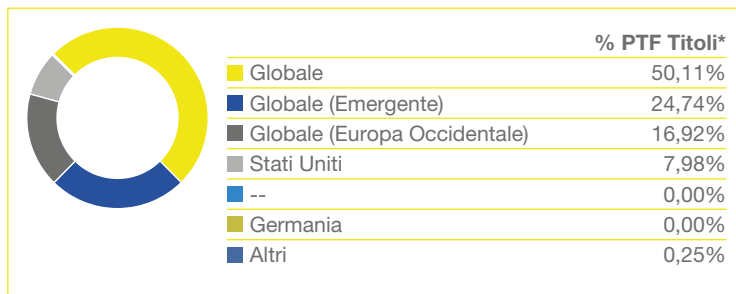 % PTF Titoli*
Globale 50,11%
Globale (Emergente) 24,74%
Globale (Europa Occidentale) 16,92%
Stati Uniti 7,98%
-- 0,00%
Germania 0,00%
Altri 0,25%